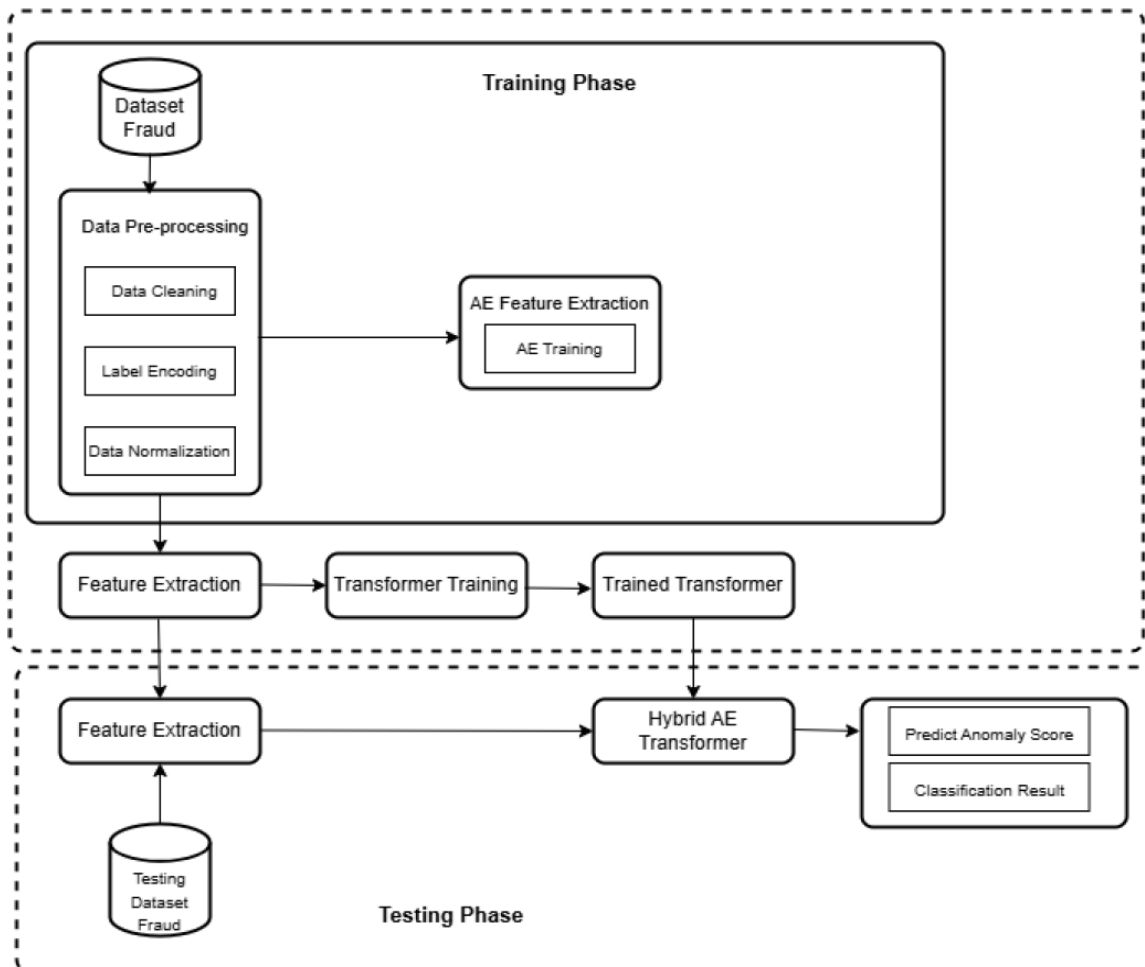 Training Phase
Dataset
Fraud
Data Pre-processing
Data Cleaning
Label Encoding
Data Normalization
AE Feature Extraction
AE Training
Feature Extraction
Transformer Training
Trained Transformer
Feature Extraction
Hybrid AE
Transformer
Predict Anomaly Score
Classification Result
Testing
Dataset
Fraud
Testing Phase